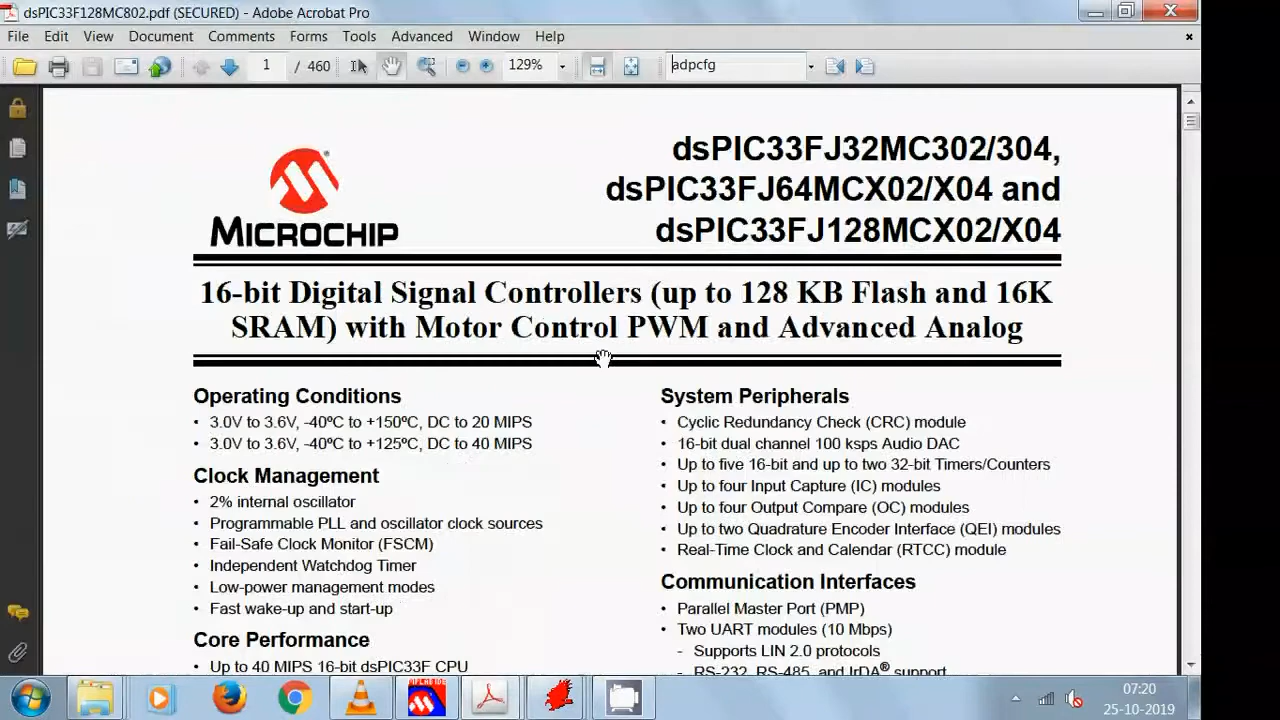 dsPIC33F128MC802.pdf (SECURED) - Adobe Acrobat Pro
File Edit View Document Comments Forms Tools Advanced Window Help
1 / 460 129% adpcfg
MICROCHIP
dsPIC33FJ32MC302/304,
dsPIC33FJ64MCX02/X04 and
dsPIC33FJ128MCX02/X04
16-bit Digital Signal Controllers (up to 128 KB Flash and 16K
SRAM) with Motor Control PWM and Advanced Analog
Operating Conditions
• 3.0V to 3.6V, -40ºC to +150ºC, DC to 20 MIPS
• 3.0V to 3.6V, -40ºC to +125ºC, DC to 40 MIPS
Clock Management
• 2% internal oscillator
• Programmable PLL and oscillator clock sources
• Fail-Safe Clock Monitor (FSCM)
• Independent Watchdog Timer
• Low-power management modes
• Fast wake-up and start-up
Core Performance
• Up to 40 MIPS 16-bit dsPIC33F CPU
System Peripherals
• Cyclic Redundancy Check (CRC) module
• 16-bit dual channel 100 ksps Audio DAC
• Up to five 16-bit and up to two 32-bit Timers/Counters
• Up to four Input Capture (IC) modules
• Up to four Output Compare (OC) modules
• Up to two Quadrature Encoder Interface (QEI) modules
• Real-Time Clock and Calendar (RTCC) module
Communication Interfaces
• Parallel Master Port (PMP)
• Two UART modules (10 Mbps)
- Supports LIN 2.0 protocols
- RS-232, RS-485, and IrDA® support
07:20
25-10-2019